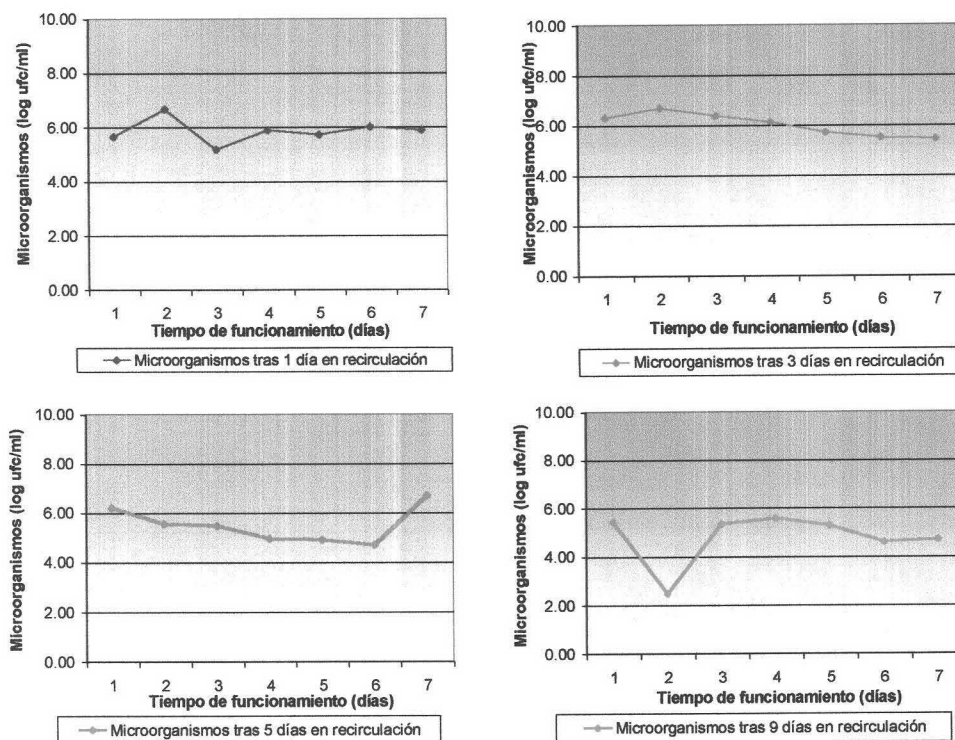 Microorganismos (log ufc/ml)
10.00
8.00
6.00
4.00
2.00
0.00
1 2 3 4 5 6 7
Tiempo de funcionamiento (días)
Microorganismos tras 1 día en recirculación
Microorganismos (log ufc/ml)
10.00
8.00
6.00
4.00
2.00
0.00
1 2 3 4 5 6 7
Tiempo de funcionamiento (días)
Microorganismos tras 3 días en recirculación
Microorganismos (log ufc/ml)
10.00
8.00
6.00
4.00
2.00
0.00
1 2 3 4 5 6 7
Tiempo de funcionamiento (días)
Microorganismos tras 5 días en recirculación
Microorganismos (log ufc/ml)
10.00
8.00
6.00
4.00
2.00
0.00
1 2 3 4 5 6 7
Tiempo de funcionamiento (días)
Microorganismos tras 9 días en recirculación